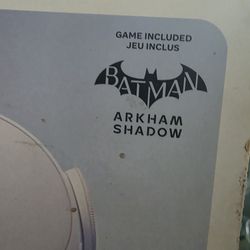 GAME INCLUDED
JEU INCLUS
BATMAN
ARKHAM
SHADOW